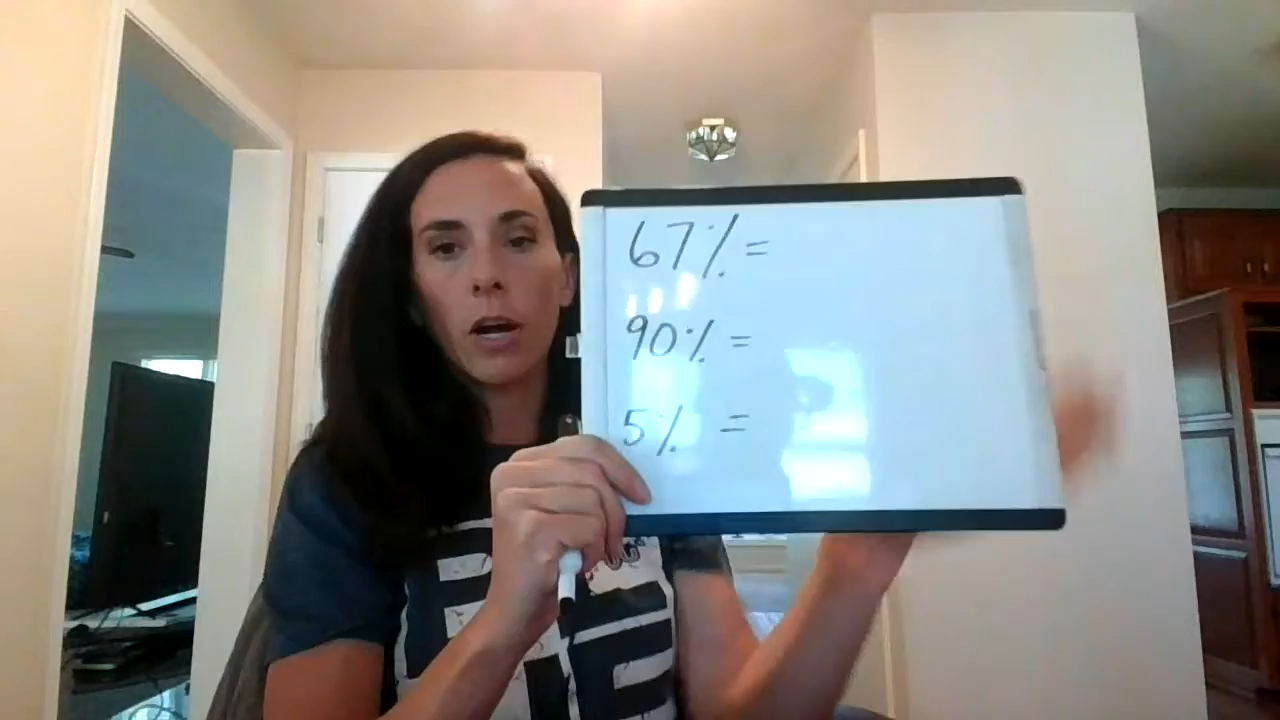 67% =
90% =
5% =